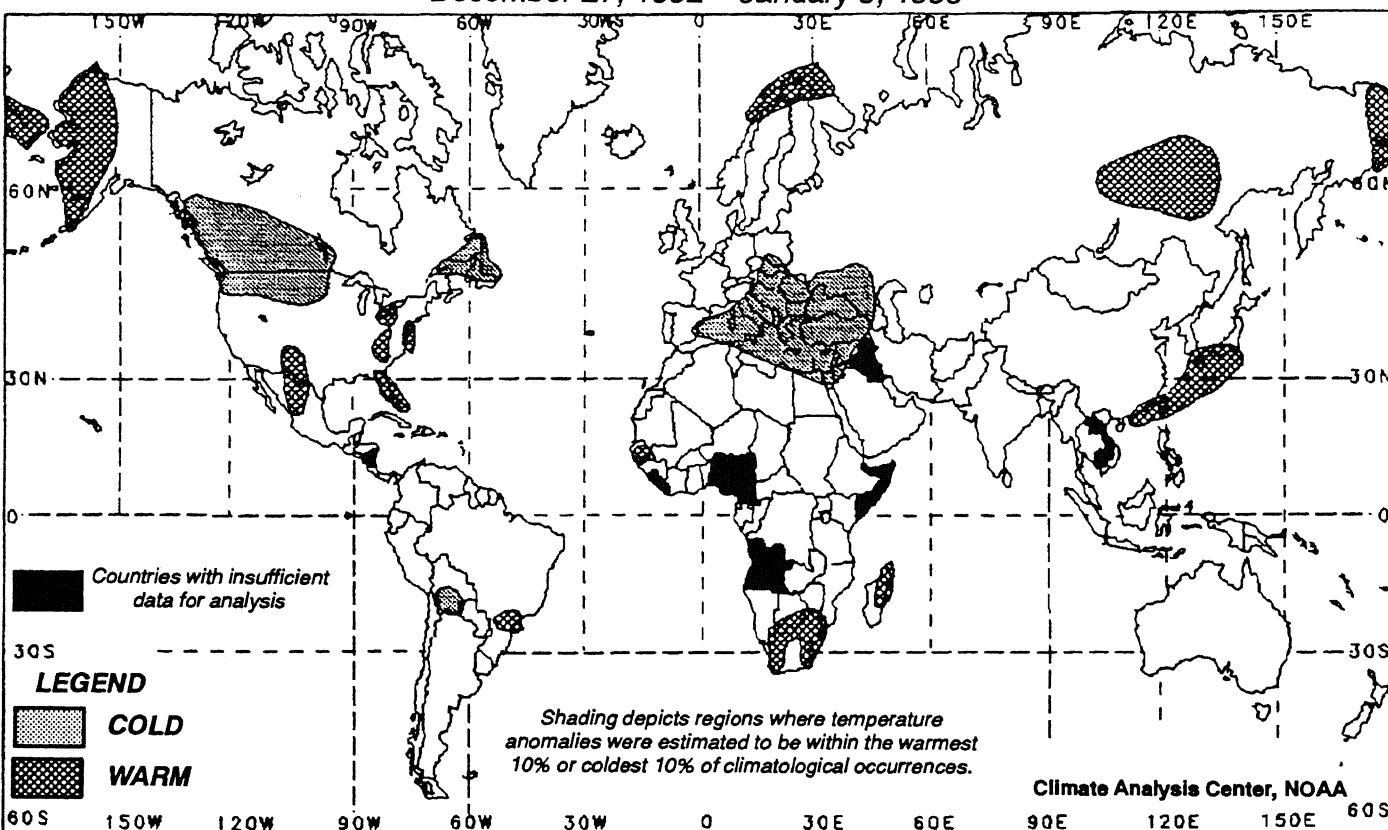 150W 120W 90W 60W 30W 0 30E 60E 90E 120E 150E
60N 60N
30N 30N
0 0
Countries with insufficient
data for analysis
30S 30S
LEGEND
COLD
WARM
Shading depicts regions where temperature
anomalies were estimated to be within the warmest
10% or coldest 10% of climatological occurrences.
Climate Analysis Center, NOAA
60S 150W 120W 90W 60W 30W 0 30E 60E 90E 120E 150E 60S